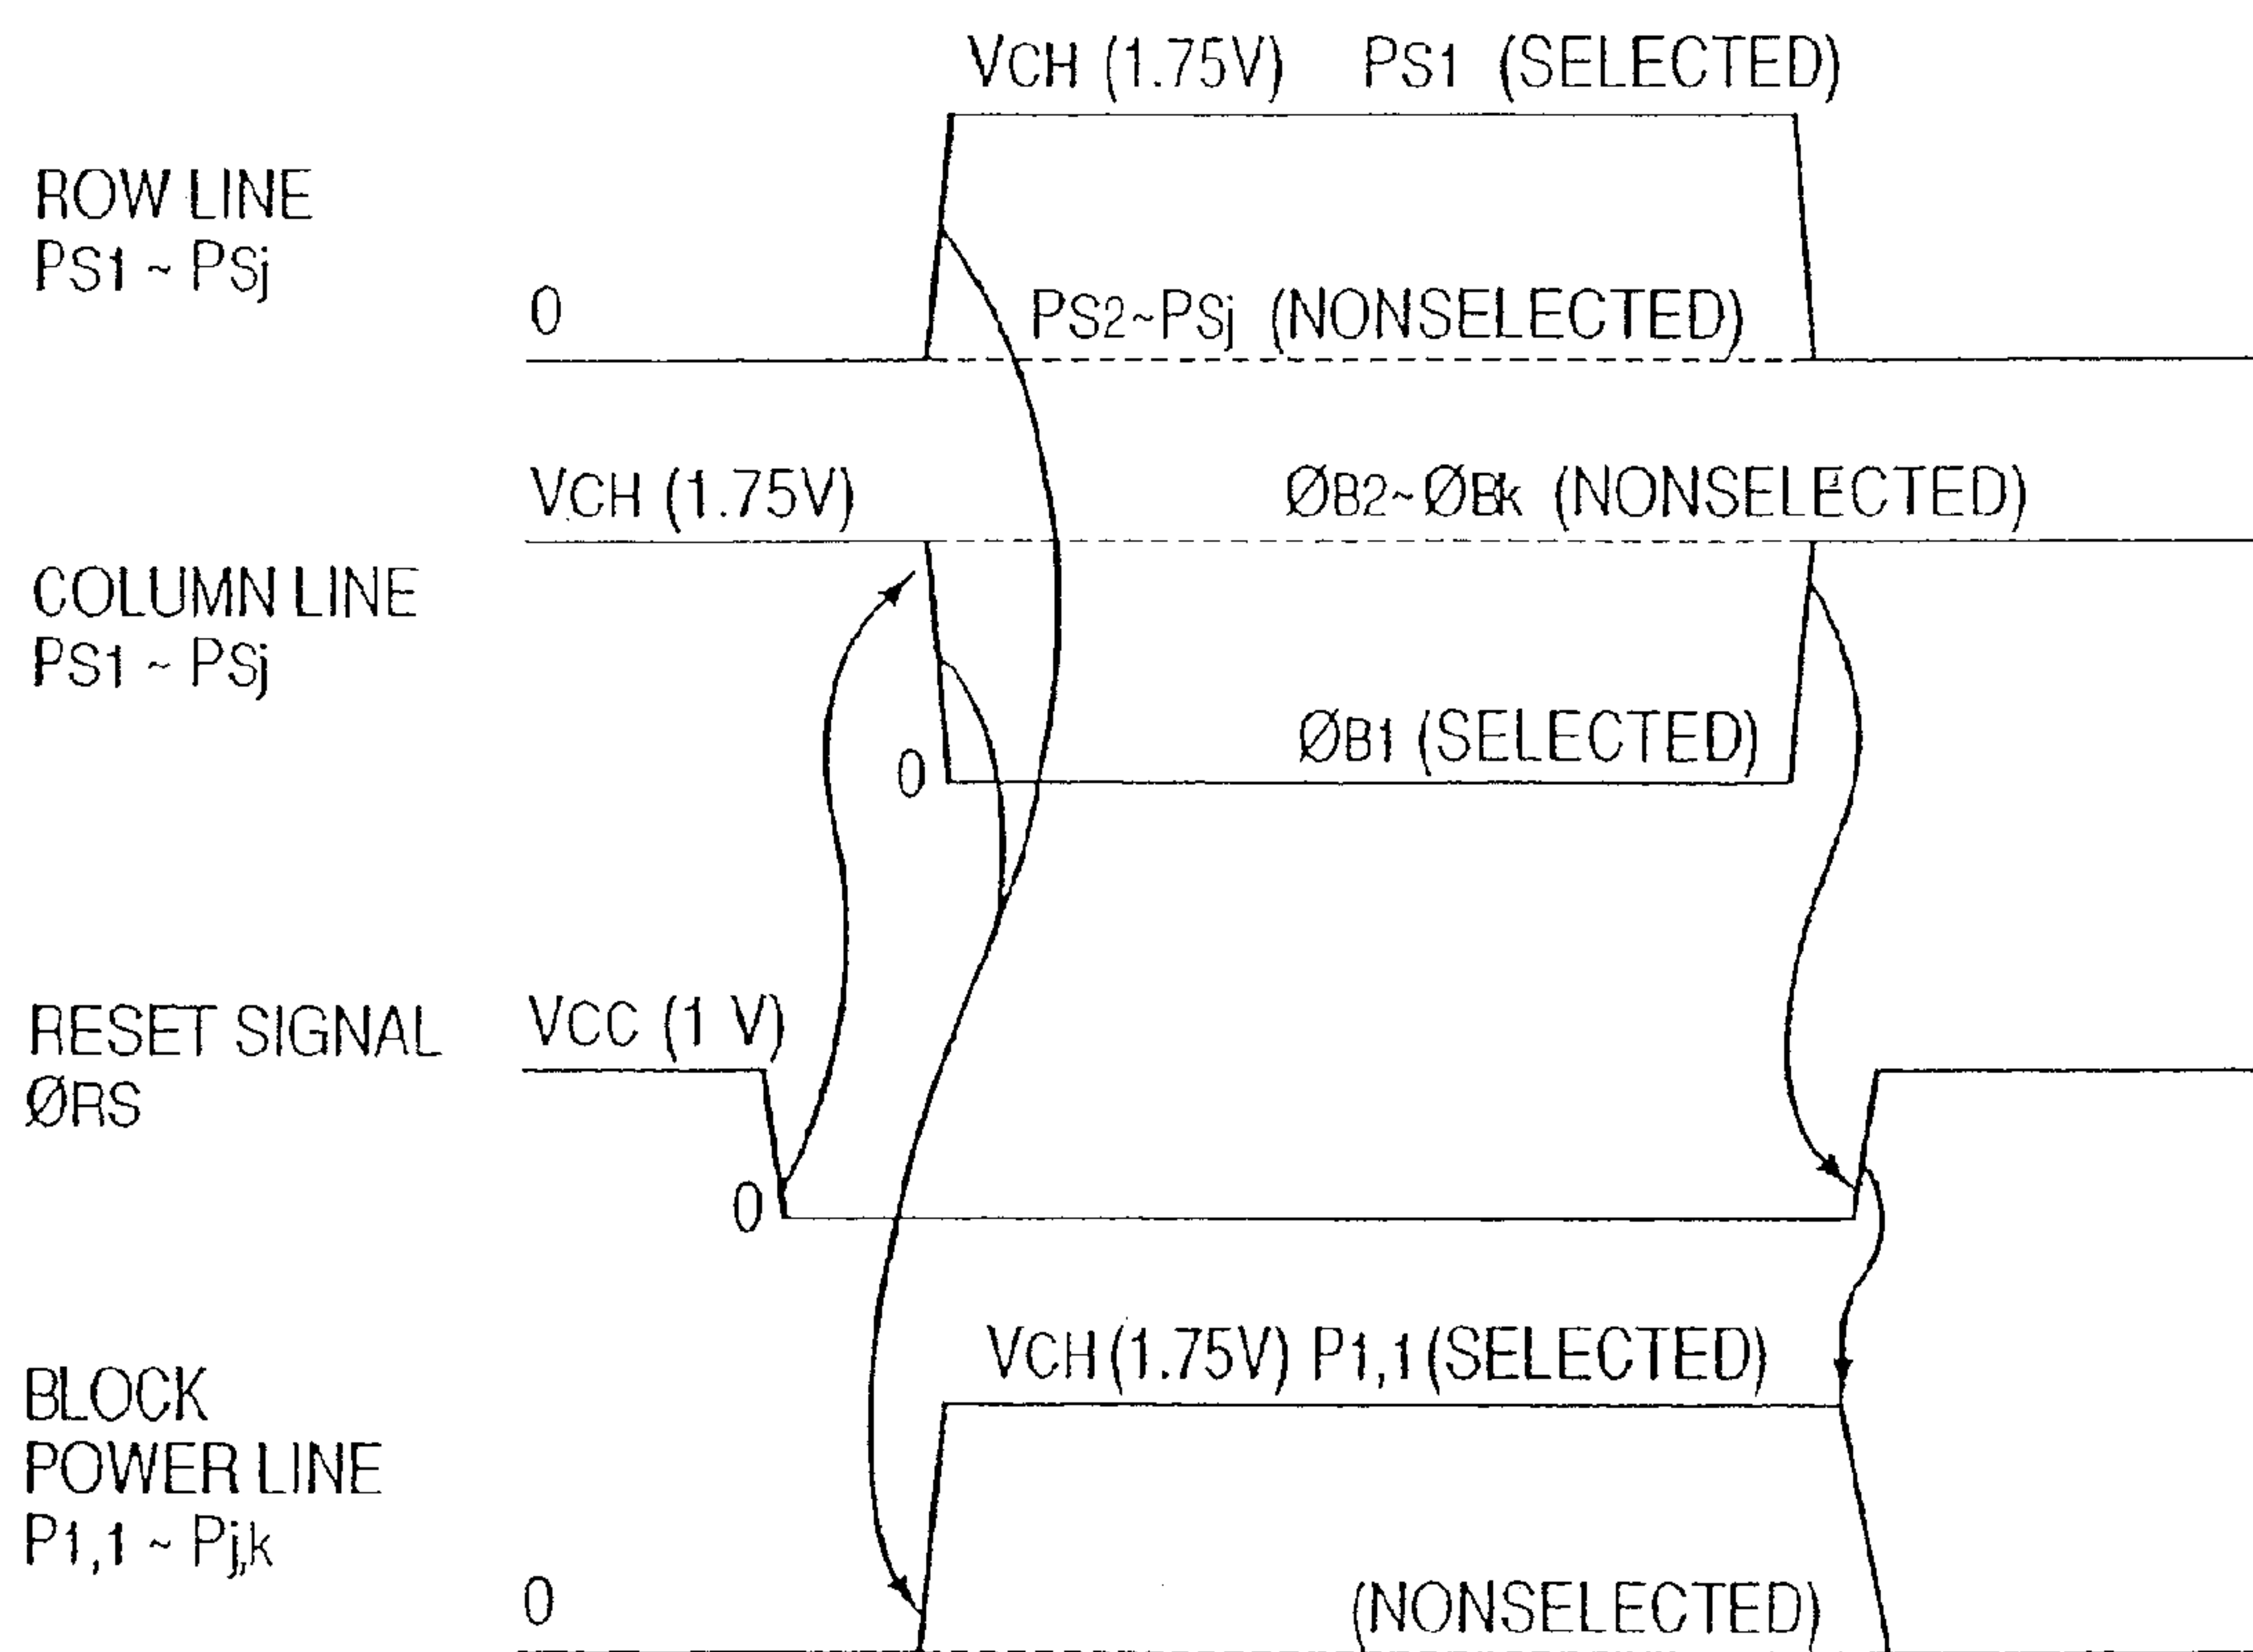 VCH (1.75V) PS1 (SELECTED)
ROW LINE
PS1 ~ PSj
0
PS2~PSj (NONSELECTED)
VCH (1.75V)
ØB2~ØBk (NONSELECTED)
COLUMN LINE
PS1 ~ PSj
ØB1 (SELECTED)
0
RESET SIGNAL
ØRS
VCC (1 V)
0
VCH (1.75V) P1,1 (SELECTED)
BLOCK
POWER LINE
P1,1 ~ Pj,k
0
(NONSELECTED)